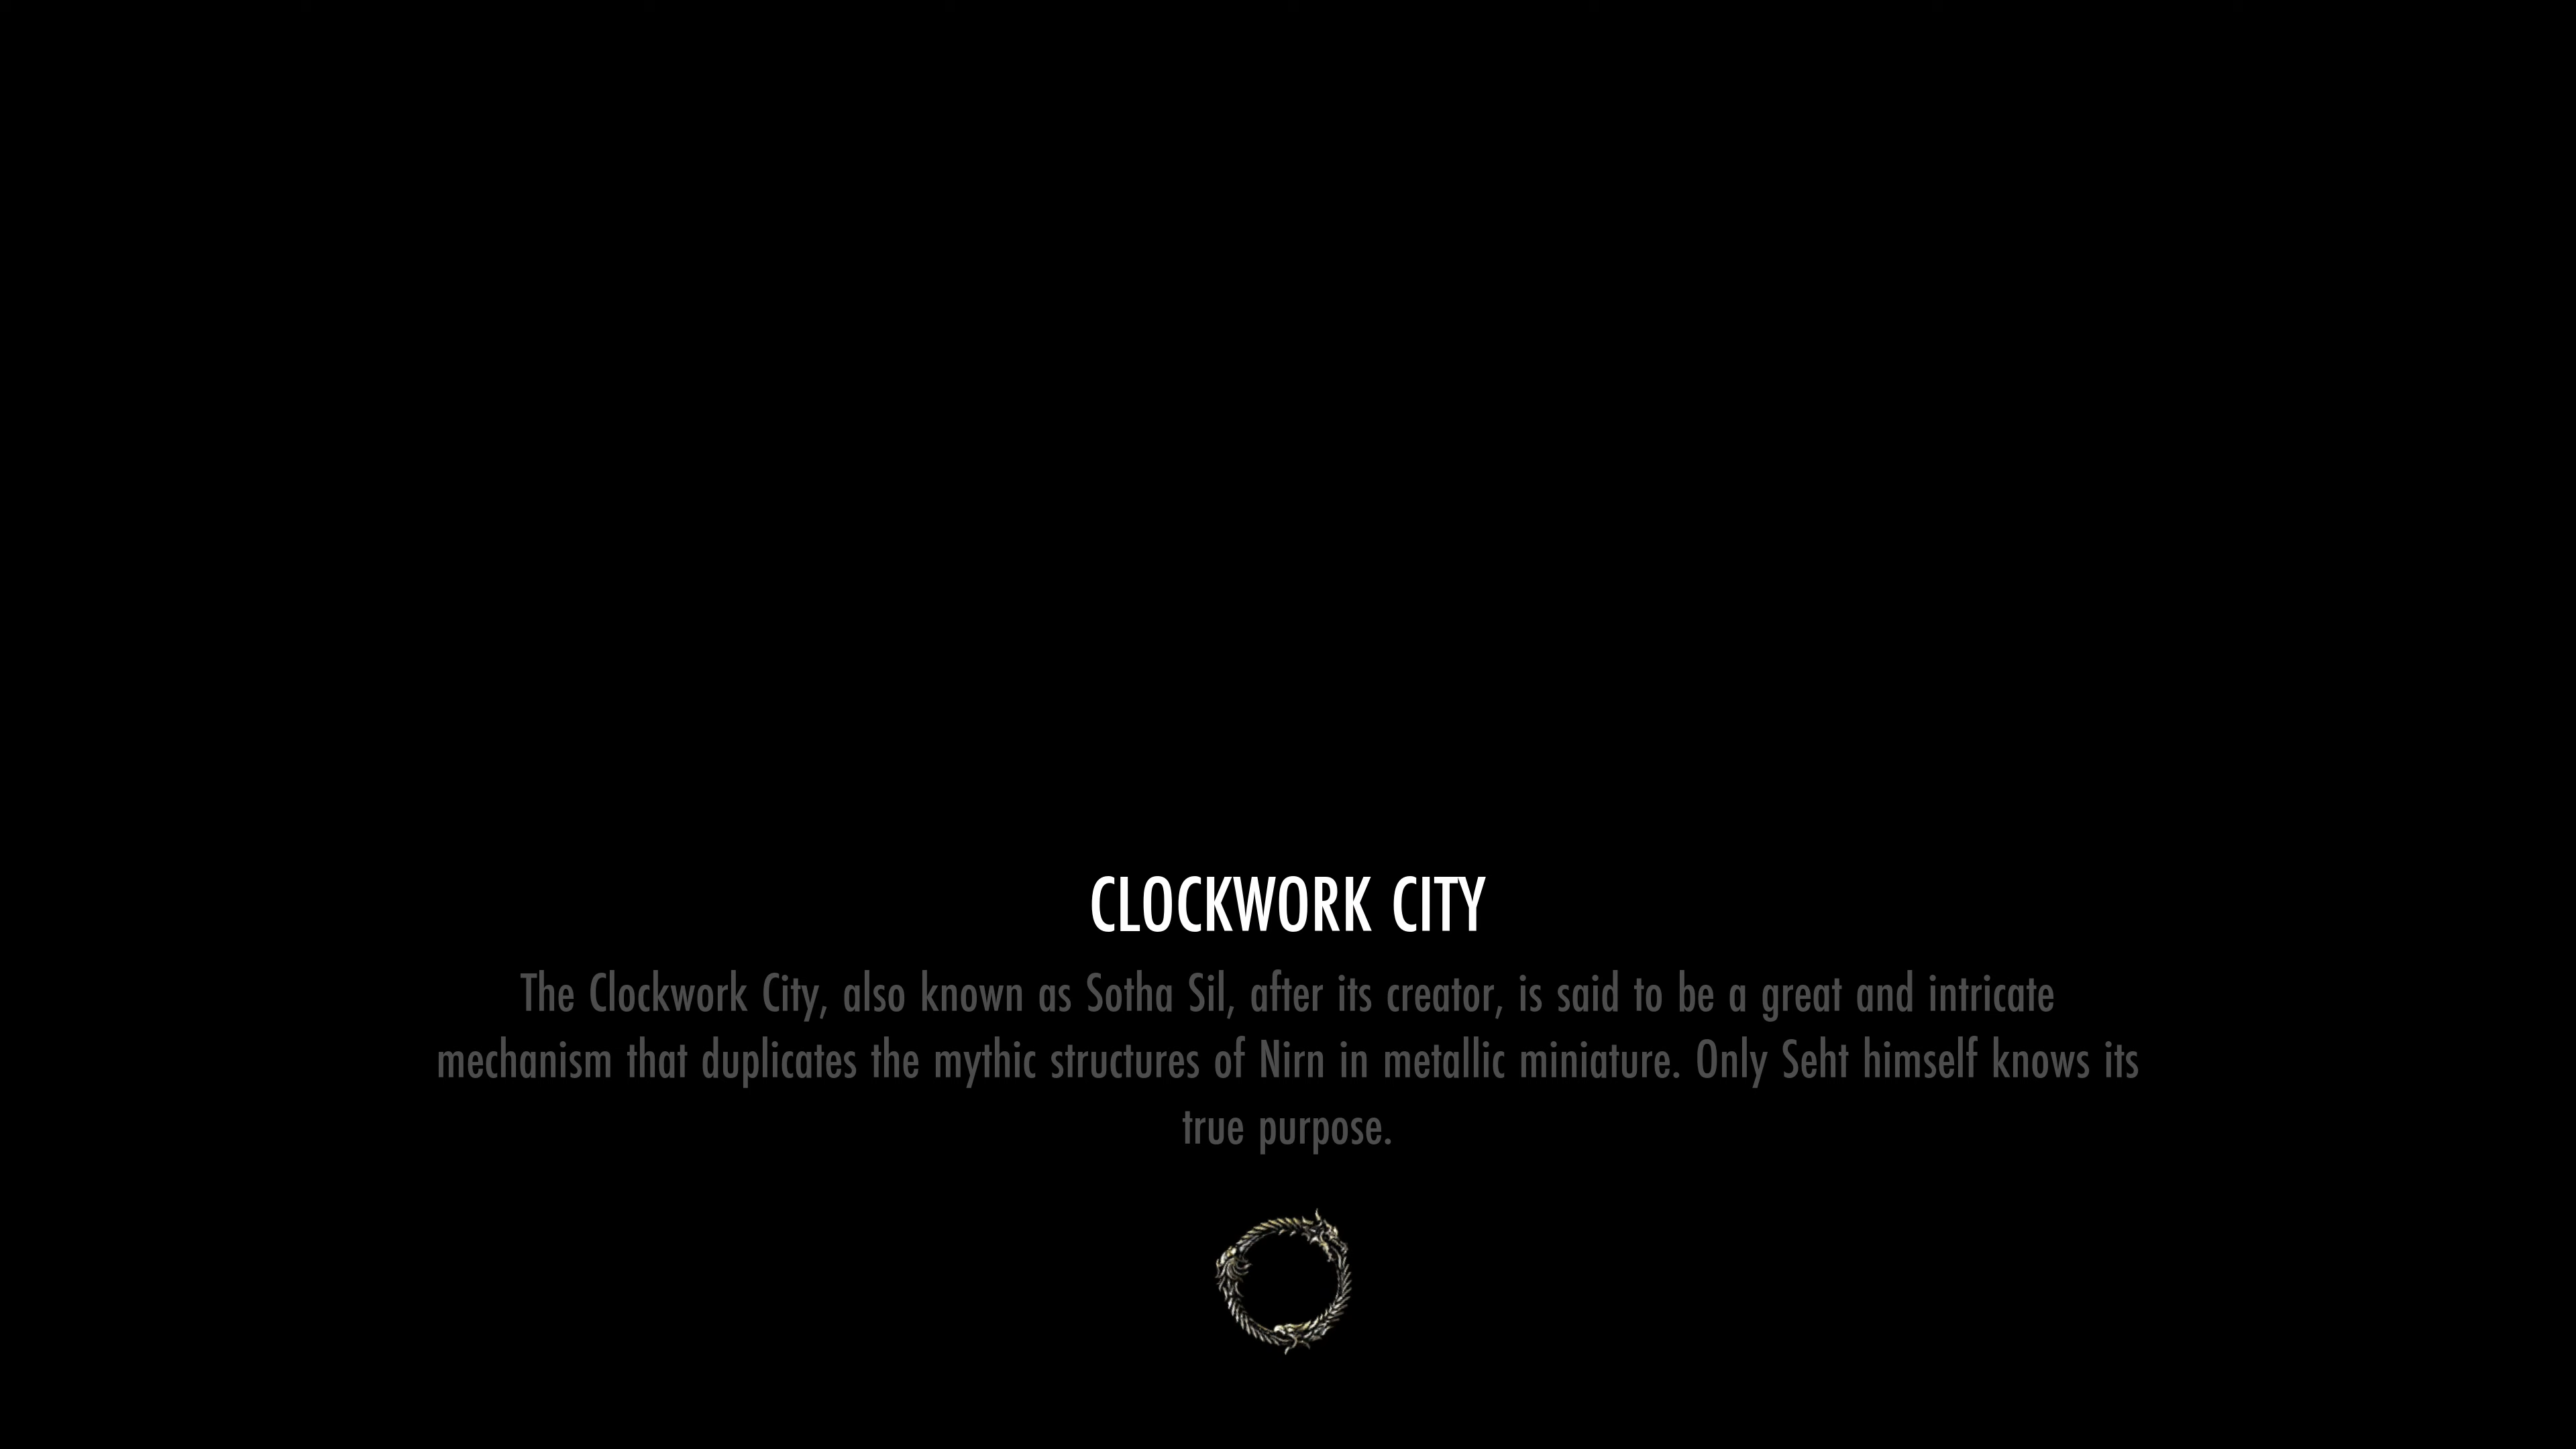 CLOCKWORK CITY
The Clockwork City, also known as Sotha Sil, after its creator, is said to be a great and intricate
mechanism that duplicates the mythic structures of Nirn in metallic miniature. Only Seht himself knows its
true purpose.